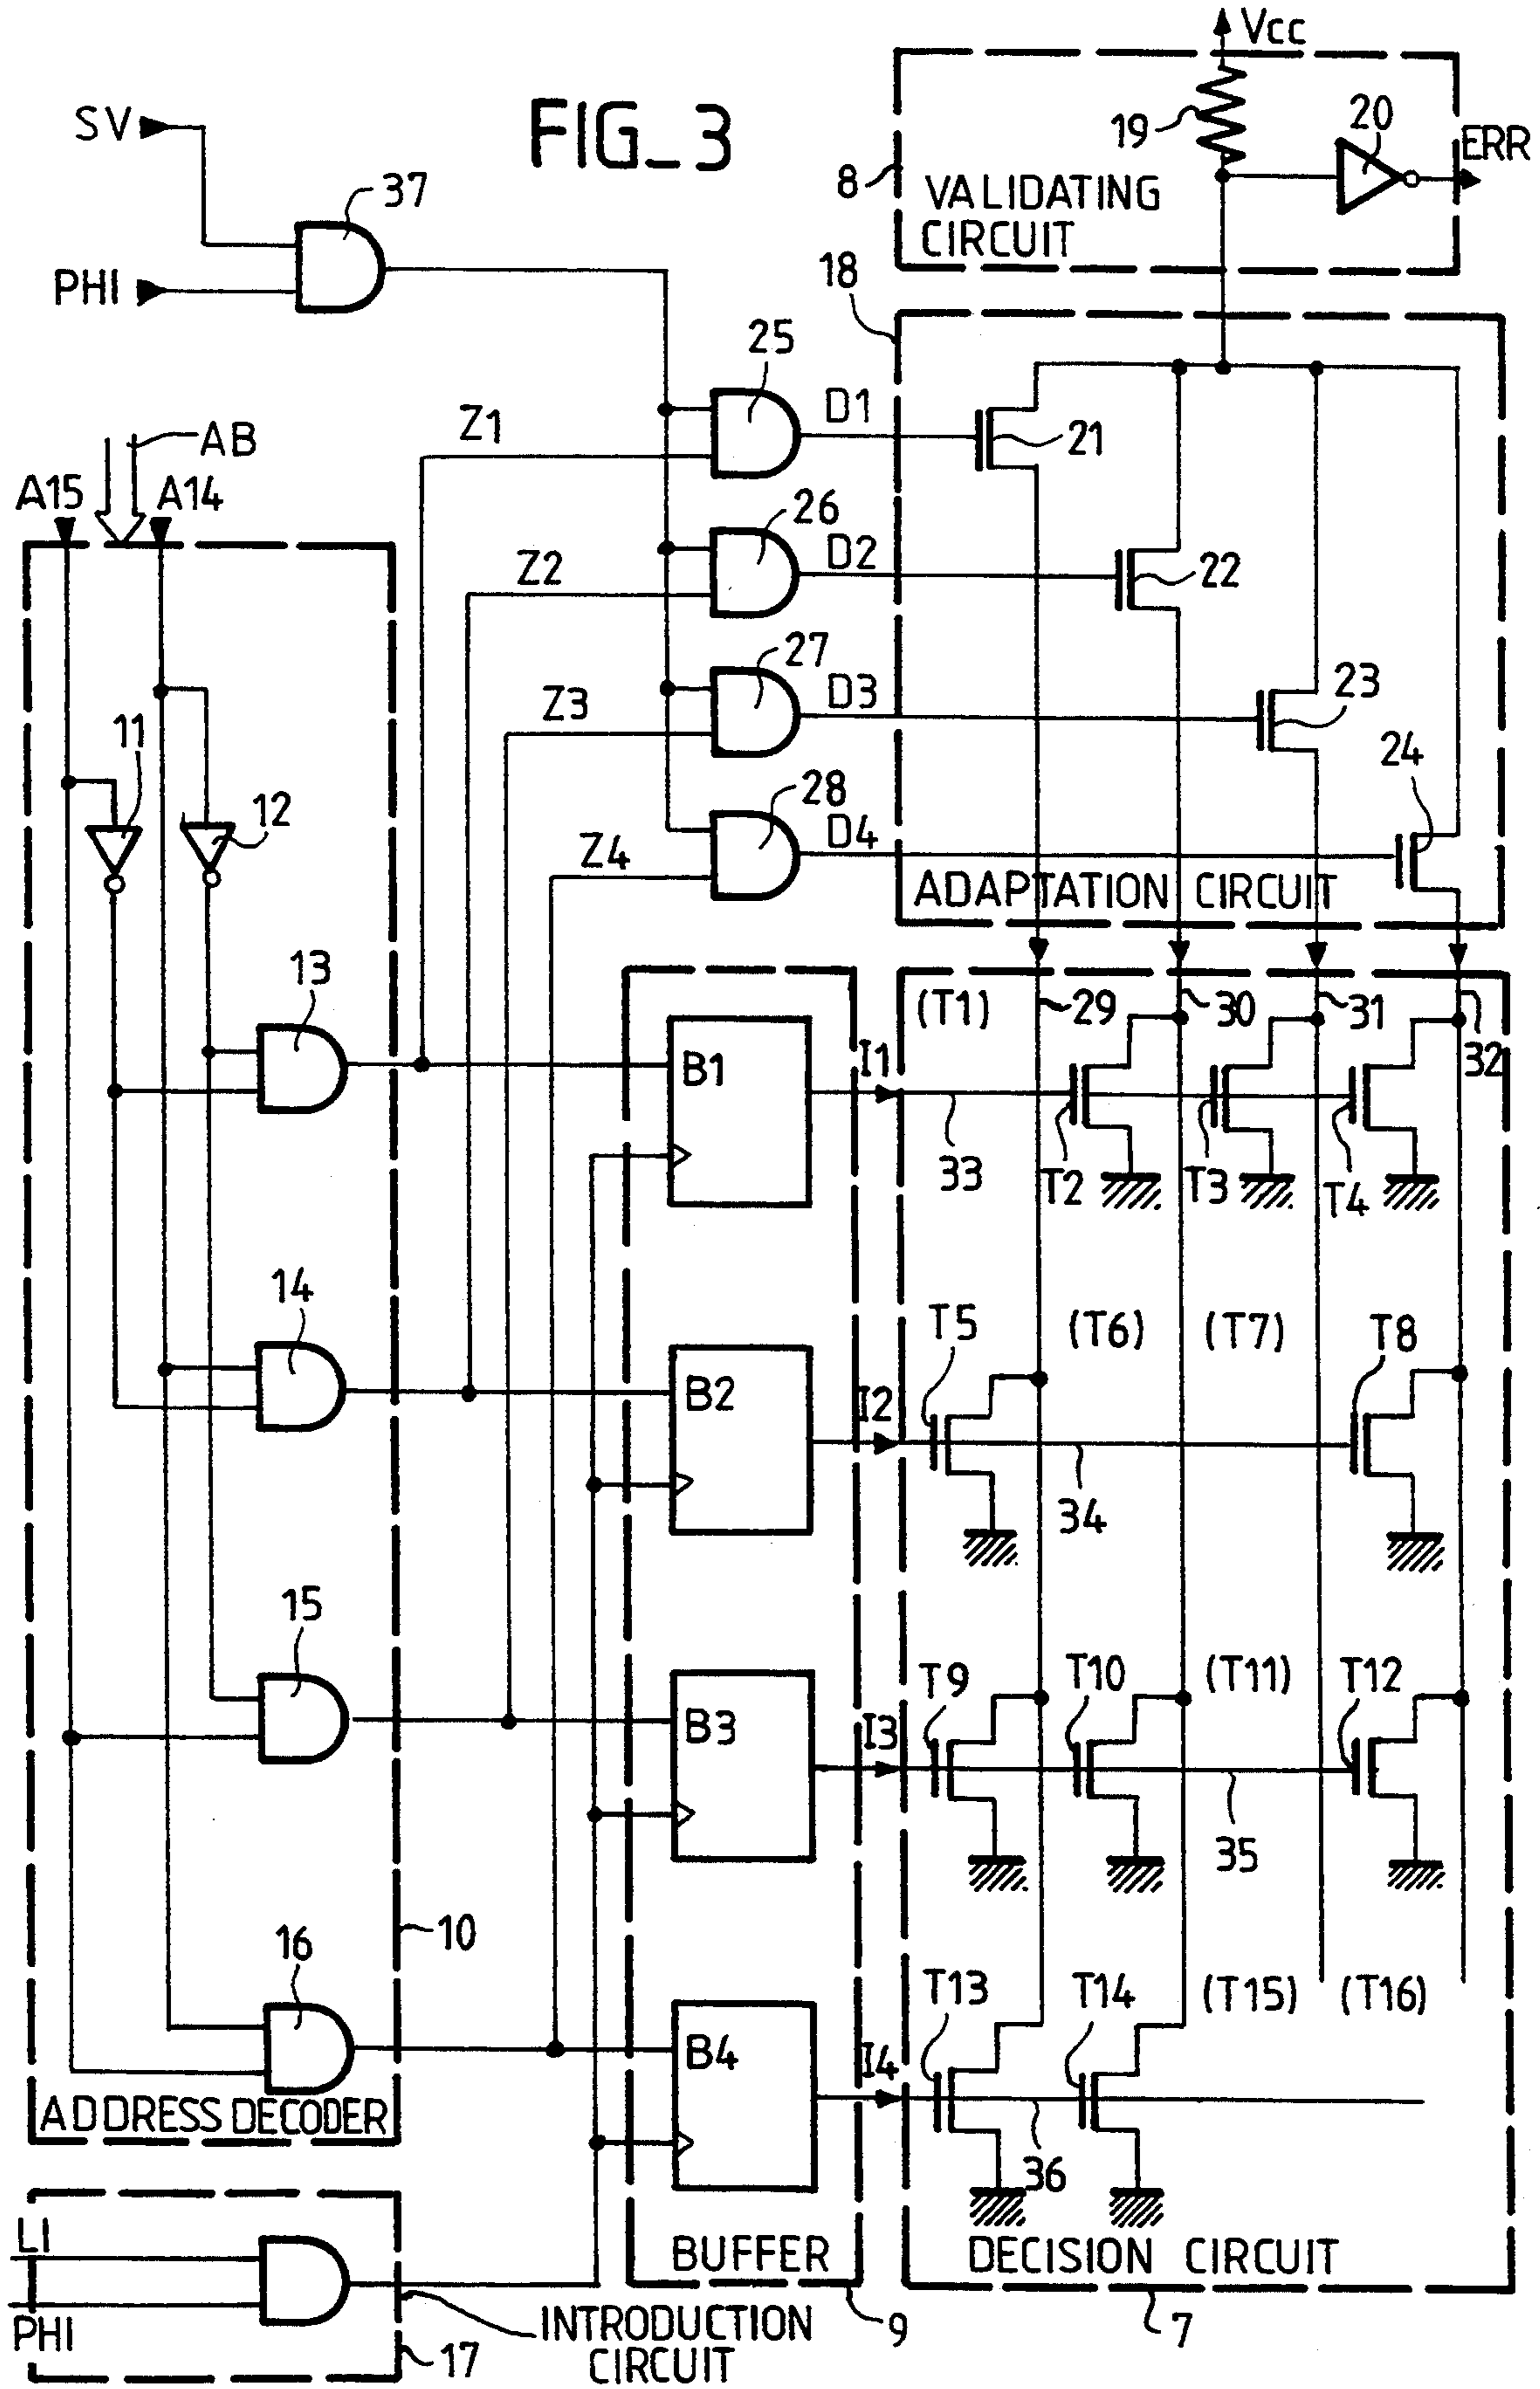 Vcc
FIG_3
SV
37
19
20
ERR
8
VALIDATING
CIRCUIT
PHI
18
25
D1
21
Z1
AB
A15
A14
26
D2
22
Z2
27
D3
23
Z3
11
12
24
28
D4
Z4
ADAPTATION CIRCUIT
13
(T1)
29
30
31
32
B1
I1
33
T2
T3
T4
14
T5
(T6)
(T7)
T8
B2
I2
34
15
T9
T10
(T11)
T12
B3
I3
35
10
16
T13
T14
(T15)
(T16)
B4
I4
36
ADDRESS DECODER
LI
BUFFER
DECISION CIRCUIT
PHI
17
INTRODUCTION
CIRCUIT
9
7